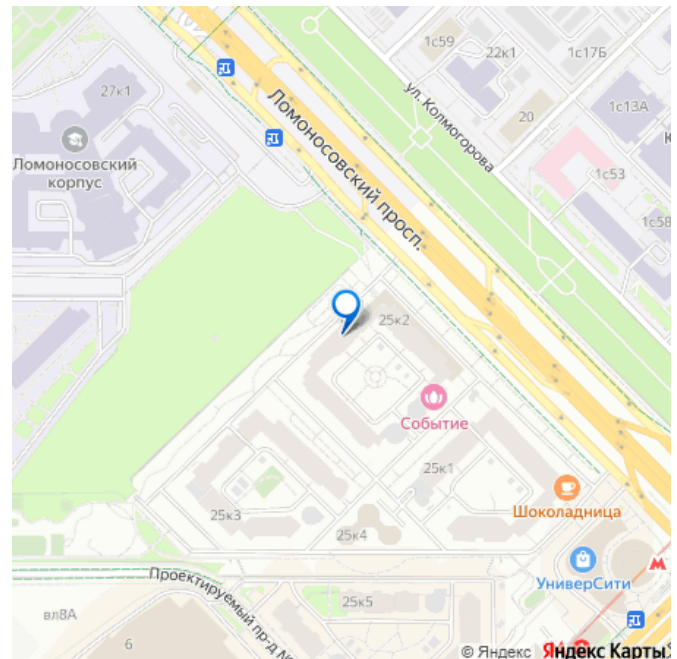 1с59
22к1
1с17Б
27к1
ул. Колмогорова
Ломоносовский просп.
20
1с13А
Ломоносовский
корпус
1с53
1с58
25к2
Событие
25к1
25к3
Шоколадница
25к4
УниверСити
М
Проектируемый пр-д №
25к5
вл8А
6
© Яндекс Яндекс Карты